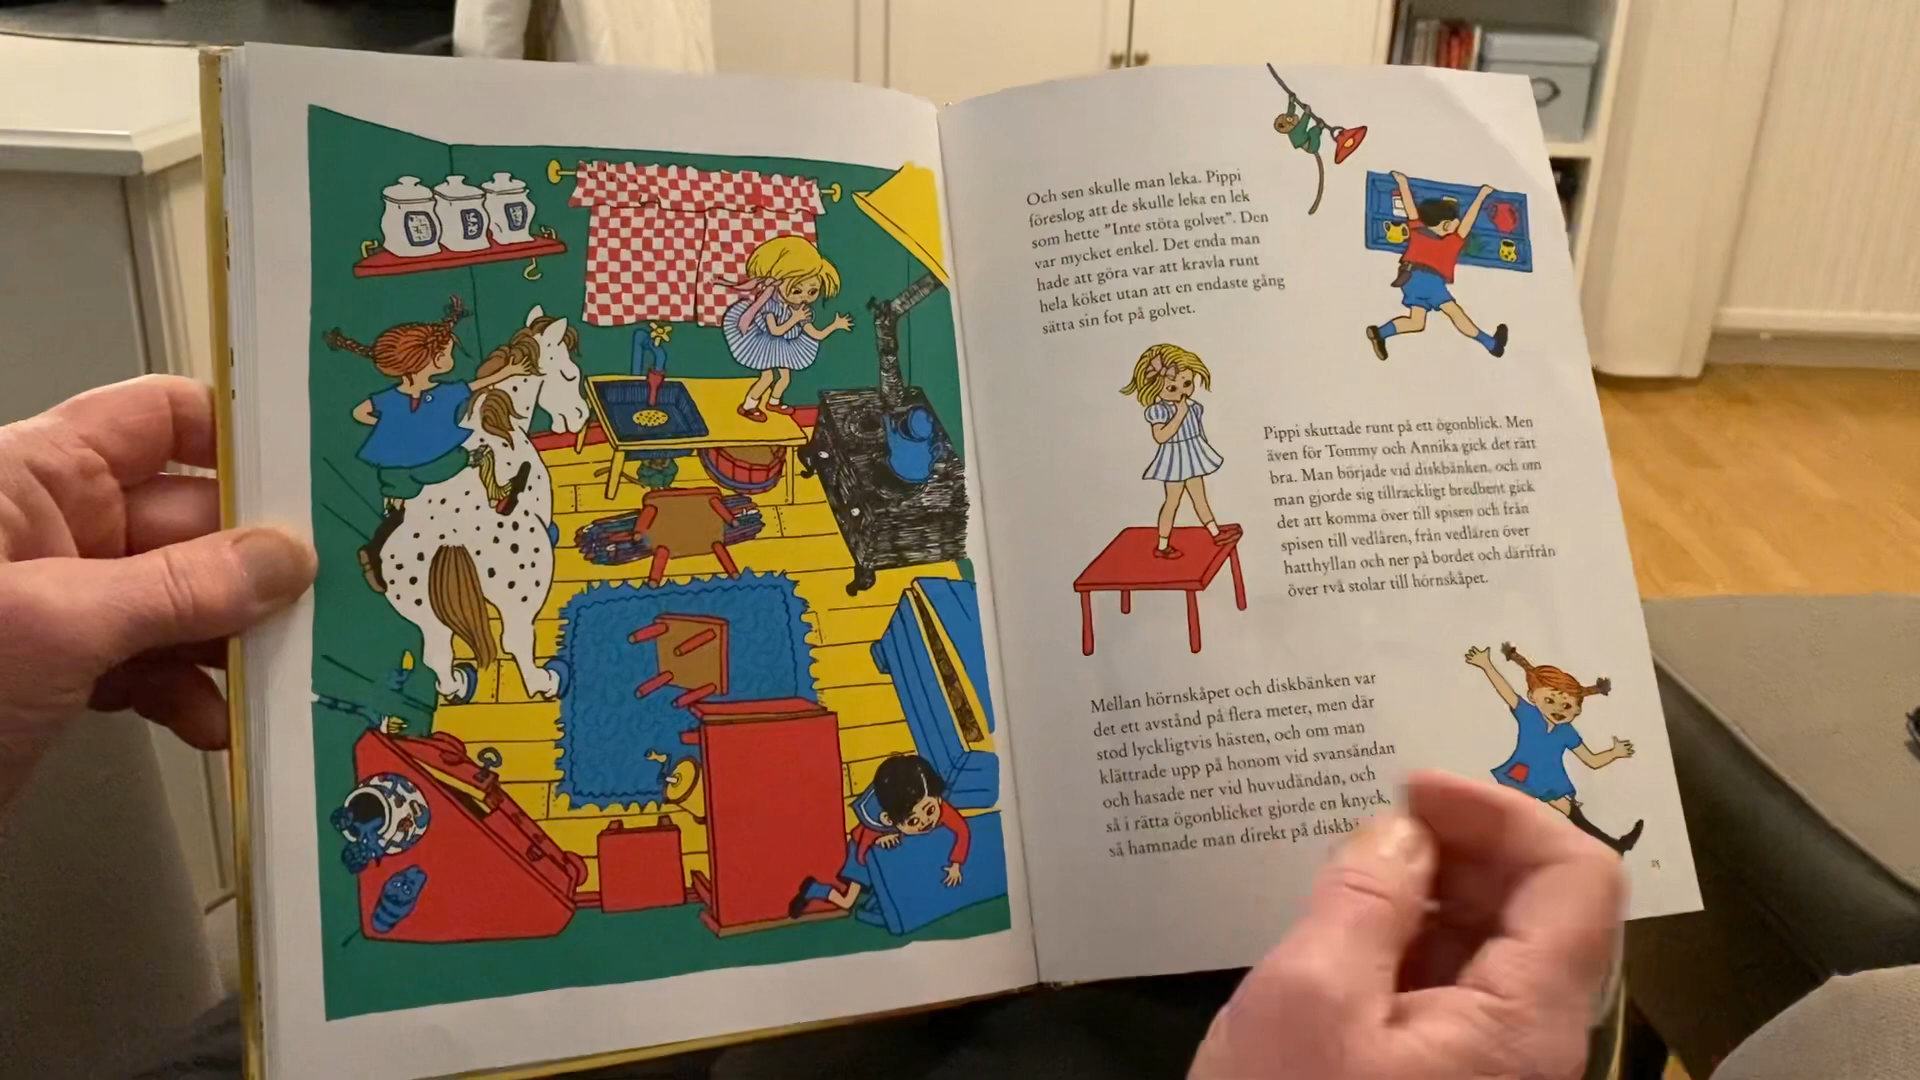 Och sen skulle man leka. Pippi
föreslog att de skulle leka en lek
som hette "Inte stöta golvet". Den
var mycket enkel. Det enda man
hade att göra var att kravla runt
hela köket utan att en endaste gång
sätta sin fot på golvet.
Pippi skuttade runt på ett ögonblick. Men
även för Tommy och Annika gick det rätt
bra. Man började vid diskbänken, och om
man gjorde sig tillräckligt bredbent gick
det att komma över till spisen och från
spisen till vedlåren, från vedlåren över
hatthyllan och ner på bordet och därifrån
över två stolar till hörnskåpet.
Mellan hörnskåpet och diskbänken var
det ett avstånd på flera meter, men där
stod lyckligtvis hästen, och om man
klättrade upp på honom vid svansändan
och hasade ner vid huvudändan, och
så i rätta ögonblicket gjorde en knyck,
så hamnade man direkt på
25